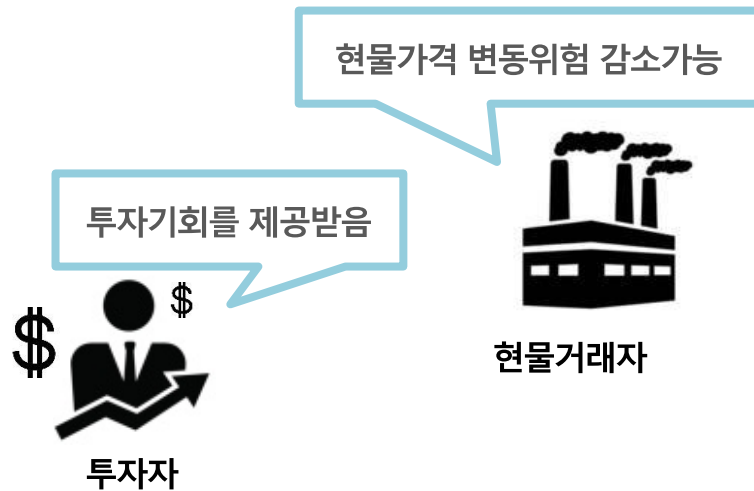 현물가격 변동위험 감소가능
투자기회를 제공받음
$
$
현물거래자
투자자